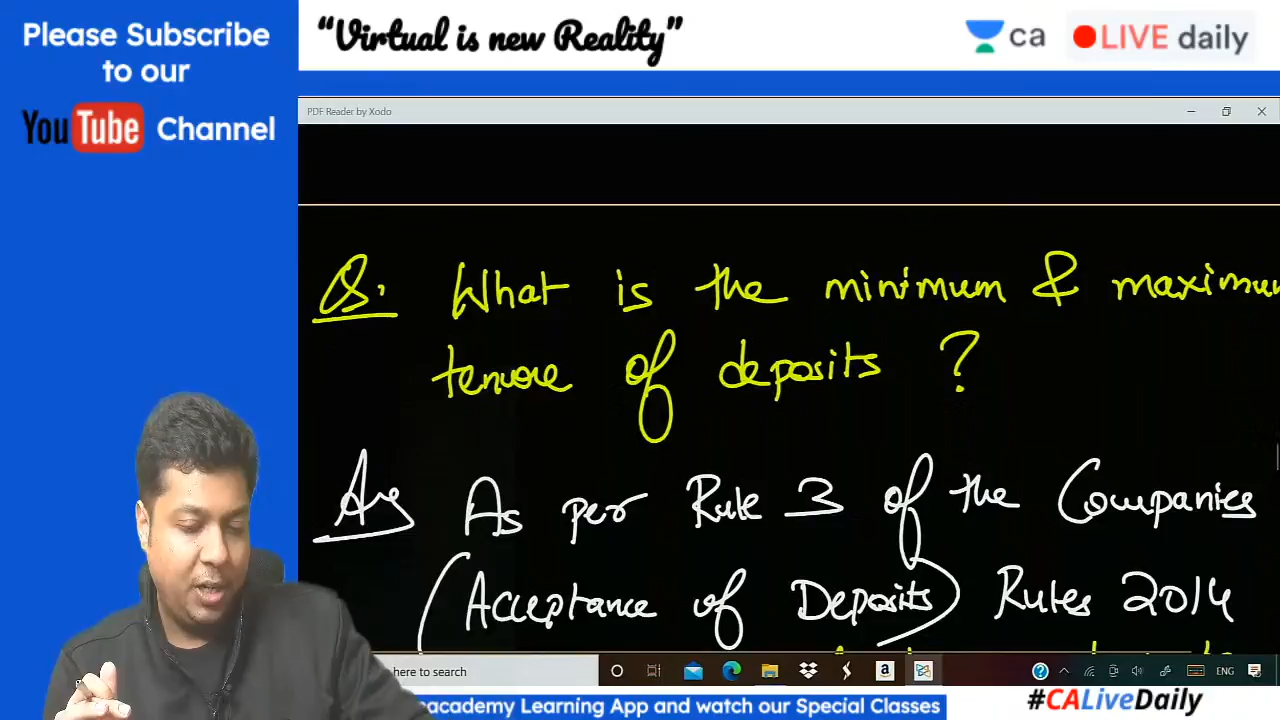 Please Subscribe
to our
YouTube Channel
“Virtual is new Reality”
ca
LIVE daily
PDF Reader by Xodo
Q. What is the minimum & maximum
tenure of deposits ?
Ans As per Rule 3 of the Companies
(Acceptance of Deposits) Rules 2014
here to search
ENG
academy Learning App and watch our Special Classes
#CALiveDaily